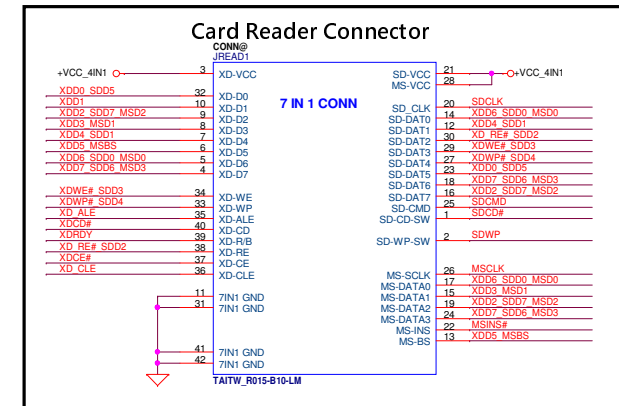 Card Reader Connector
CONN@
JREAD1
7 IN 1 CONN
+VCC_4IN1 3 XD-VCC
XDD0_SDD5 32 XD-D0
XDD1 10 XD-D1
XDD2_SDD7_MSD2 9 XD-D2
XDD3_MSD1 8 XD-D3
XDD4_SDD1 7 XD-D4
XDD5_MSBS 6 XD-D5
XDD6_SDD0_MSD0 5 XD-D6
XDD7_SDD6_MSD3 4 XD-D7
XDWE#_SDD3 34 XD-WE
XDWP#_SDD4 33 XD-WP
XD_ALE 35 XD-ALE
XDCD# 40 XD-CD
XDRDY 39 XD-R/B
XD_RE#_SDD2 38 XD-RE
XDCE# 37 XD-CE
XD_CLE 36 XD-CLE
11 7IN1 GND
31 7IN1 GND
41 7IN1 GND
42 7IN1 GND
SD-VCC 21 +VCC_4IN1
MS-VCC 28
SD_CLK 20 SDCLK
SD-DAT0 14 XDD6_SDD0_MSD0
SD-DAT1 12 XDD4_SDD1
SD-DAT2 30 XD_RE#_SDD2
SD-DAT3 29 XDWE#_SDD3
SD-DAT4 27 XDWP#_SDD4
SD-DAT5 23 XDD0_SDD5
SD-DAT6 18 XDD7_SDD6_MSD3
SD-DAT7 16 XDD2_SDD7_MSD2
SD-CMD 25 SDCMD
SD-CD-SW 1 SDCD#
SD-WP-SW 2 SDWP
MS-SCLK 26 MSCLK
MS-DATA0 17 XDD6_SDD0_MSD0
MS-DATA1 15 XDD3_MSD1
MS-DATA2 19 XDD2_SDD7_MSD2
MS-DATA3 24 XDD7_SDD6_MSD3
MS-INS 22 MSINS#
MS-BS 13 XDD5_MSBS
TAITW_R015-B10-LM